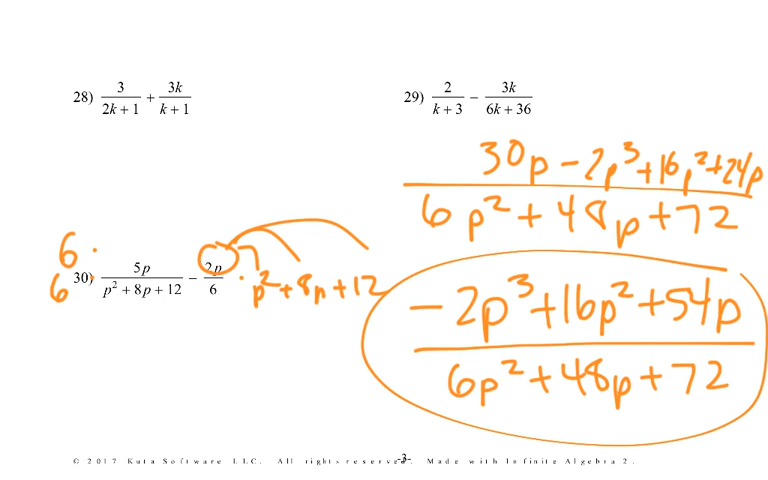 28) 3/(2k + 1) + 3k/(k + 1)
29) 2/(k + 3) − 3k/(6k + 36)
30p − 2p³ + 16p² + 24p
6p² + 48p + 72
6 ·
6 30) 5p/(p² + 8p + 12) − 2p/6 · p² + 8p + 12
− 2p³ + 16p² + 54p
6p² + 48p + 72
© 2017 Kuta Software LLC. All rights reserved. -3- Made with Infinite Algebra 2.